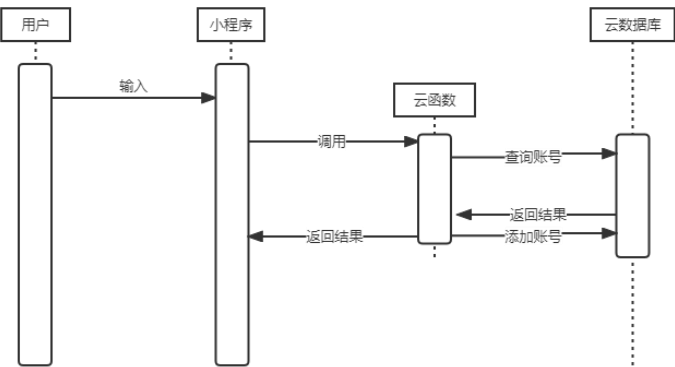 用户
小程序
云数据库
输入
云函数
调用
查询账号
返回结果
返回结果
添加账号